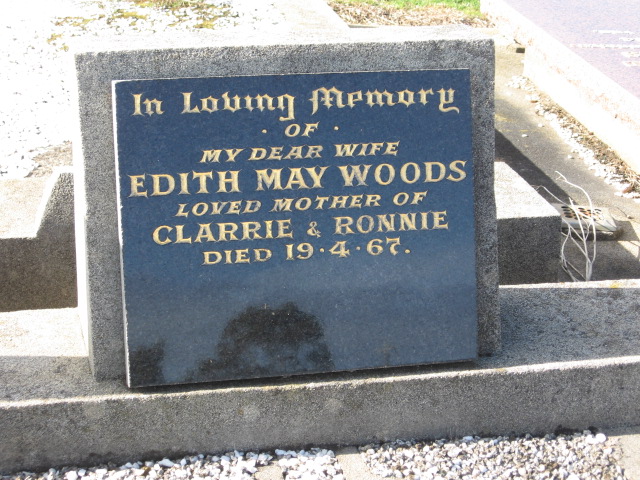 In Loving Memory
· OF ·
MY DEAR WIFE
EDITH MAY WOODS
LOVED MOTHER OF
CLARRIE & RONNIE
DIED 19·4·67.